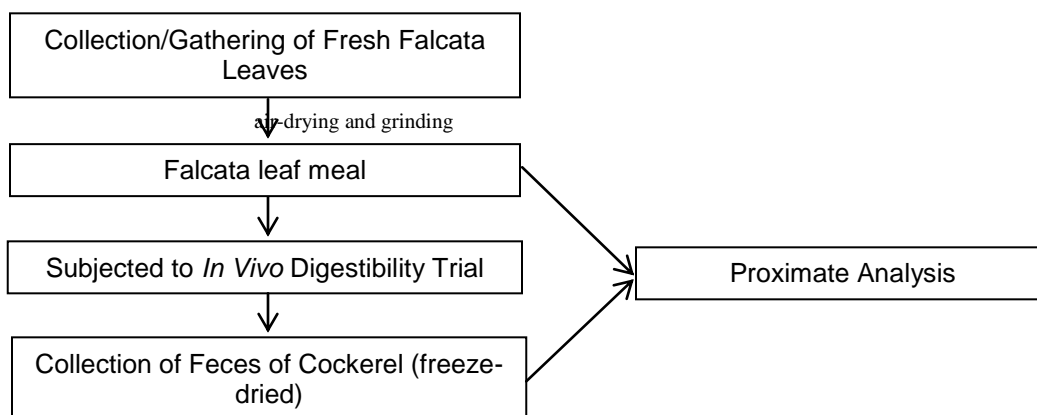 Collection/Gathering of Fresh Falcata
Leaves
air-drying and grinding
Falcata leaf meal
Subjected to In Vivo Digestibility Trial
Proximate Analysis
Collection of Feces of Cockerel (freeze-
dried)